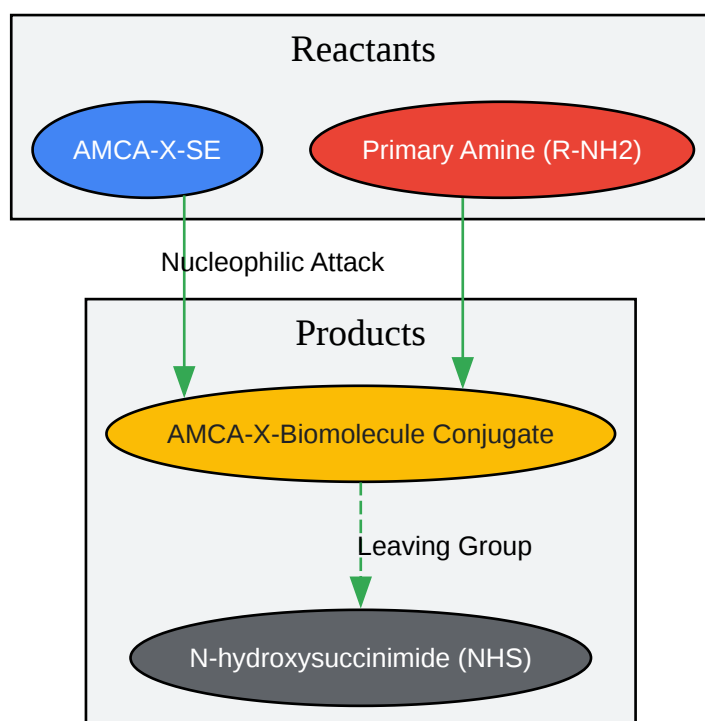 Reactants
AMCA-X-SE
Primary Amine (R-NH2)
Nucleophilic Attack
Products
AMCA-X-Biomolecule Conjugate
Leaving Group
N-hydroxysuccinimide (NHS)